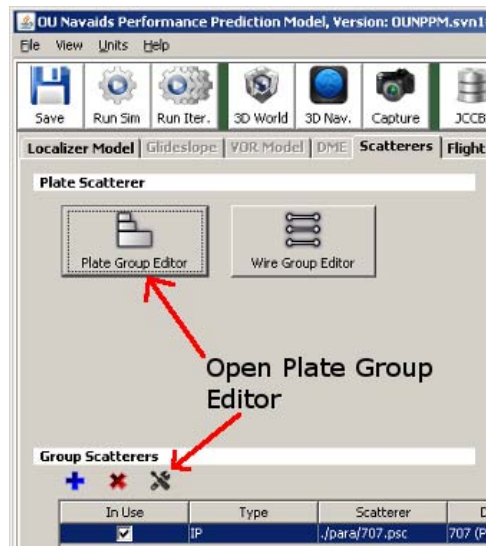 OU Navaids Performance Prediction Model, Version: OUNPPM.svn1
File View Units Help
Save Run Sim Run Iter. 3D World 3D Nav. Capture JCCB
Localizer Model Glideslope VOR Model DME Scatterers Flight
Plate Scatterer
Plate Group Editor Wire Group Editor
Open Plate Group
Editor
Group Scatterers
In Use Type Scatterer D
IP ./para/707.psc 707 (P